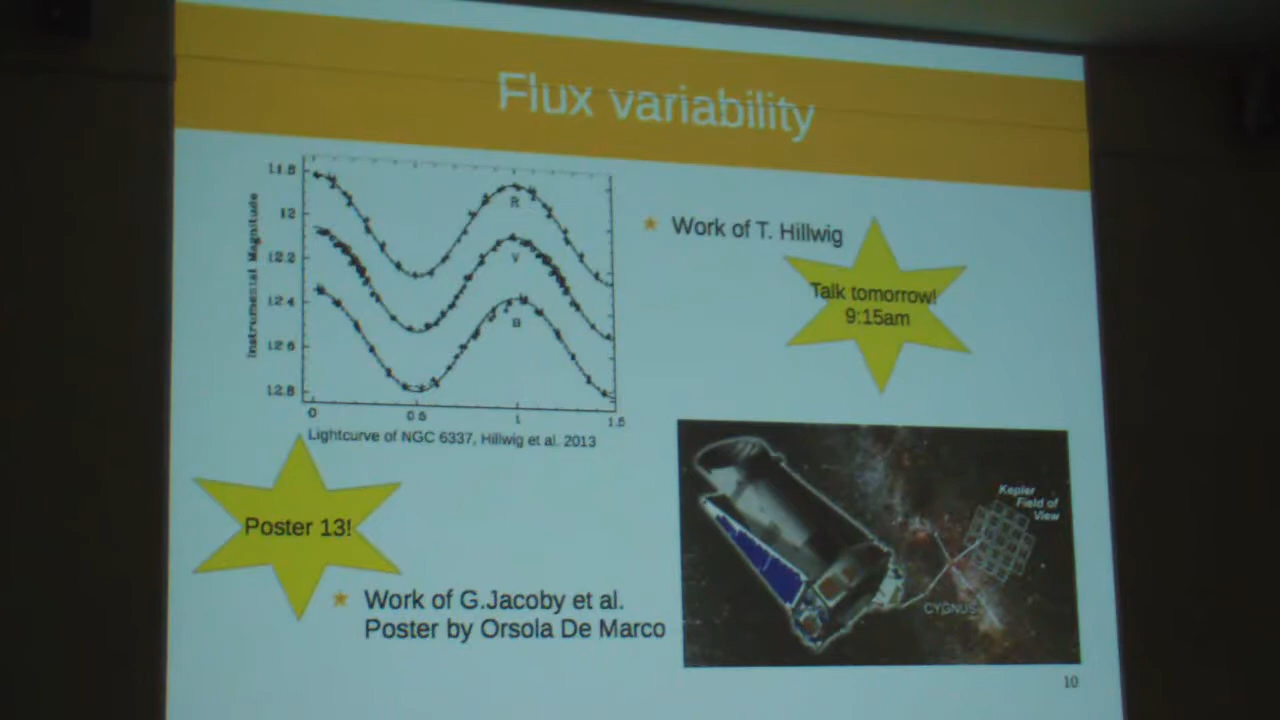 Flux variability
11.8
12
12.2
12.4
12.6
12.8
Instrumental Magnitude
R
V
B
0
0.5
1
1.5
Lightcurve of NGC 6337, Hillwig et al. 2013
Work of T. Hillwig
Talk tomorrow!
9:15am
Poster 13!
Work of G.Jacoby et al.
Poster by Orsola De Marco
Kepler
Field of
View
CYGNUS
10